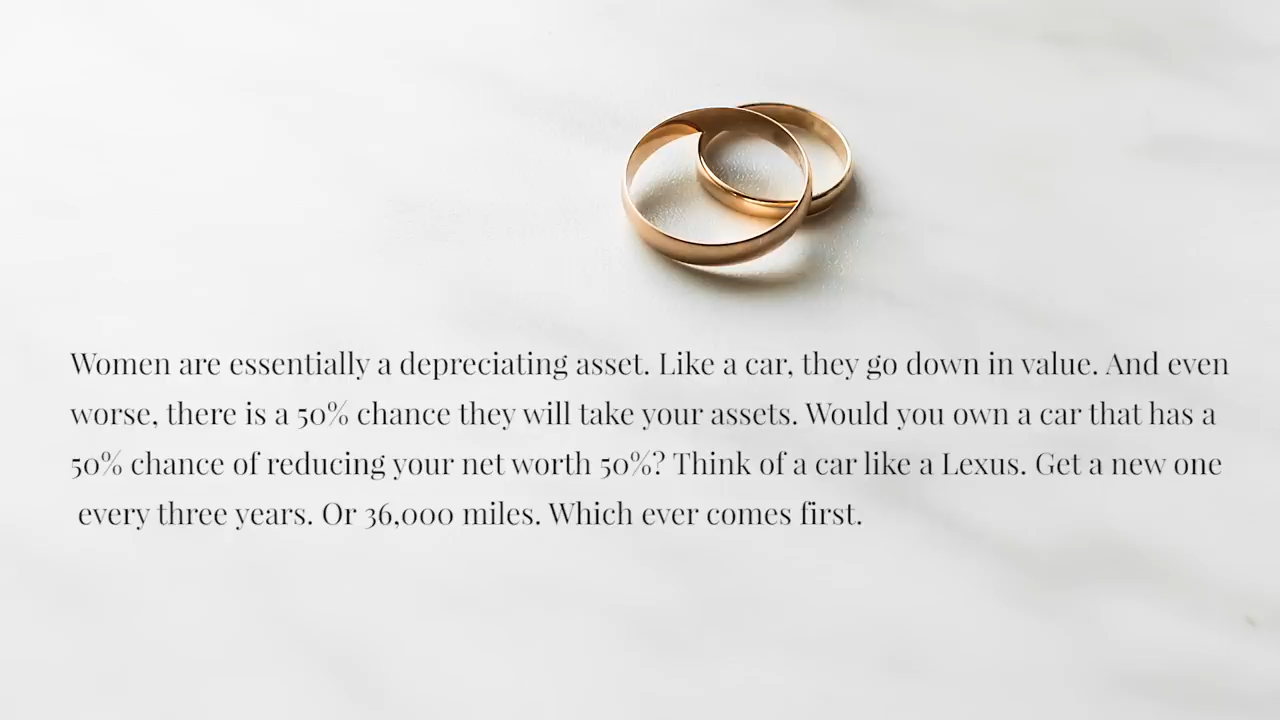 Women are essentially a depreciating asset. Like a car, they go down in value. And even
worse, there is a 50% chance they will take your assets. Would you own a car that has a
50% chance of reducing your net worth 50%? Think of a car like a Lexus. Get a new one
every three years. Or 36,000 miles. Which ever comes first.